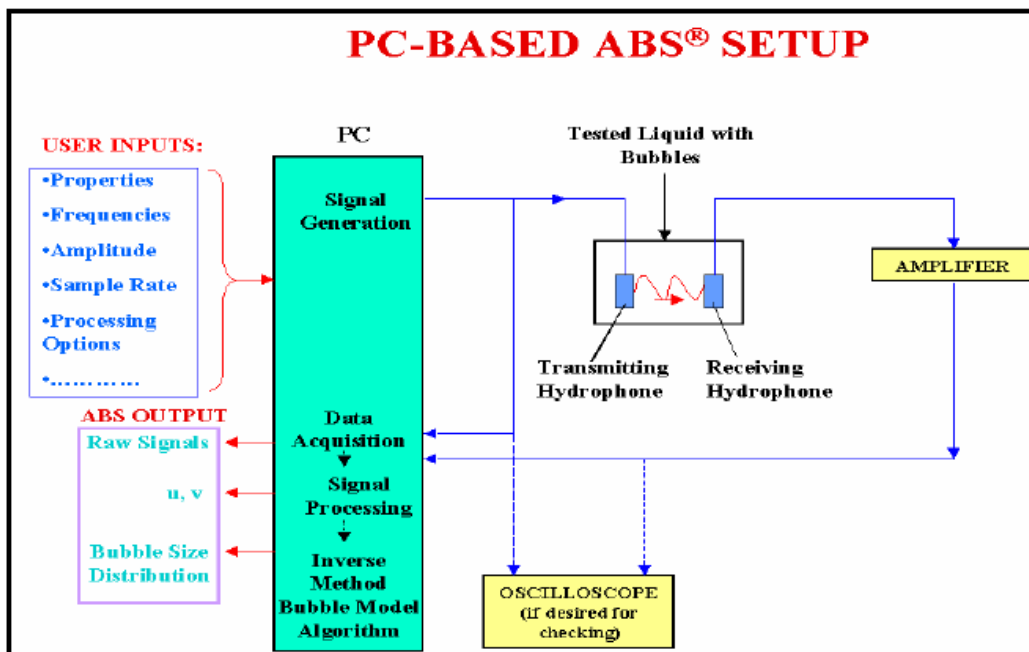 PC-BASED ABS® SETUP
USER INPUTS:
•Properties
•Frequencies
•Amplitude
•Sample Rate
•Processing
Options
•…………
PC
Signal
Generation
Data
Acquisition
Signal
Processing
Inverse
Method
Bubble Model
Algorithm
ABS OUTPUT
Raw Signals
u, v
Bubble Size
Distribution
Tested Liquid with
Bubbles
Transmitting
Hydrophone
Receiving
Hydrophone
AMPLIFIER
OSCILLOSCOPE
(if desired for
checking)